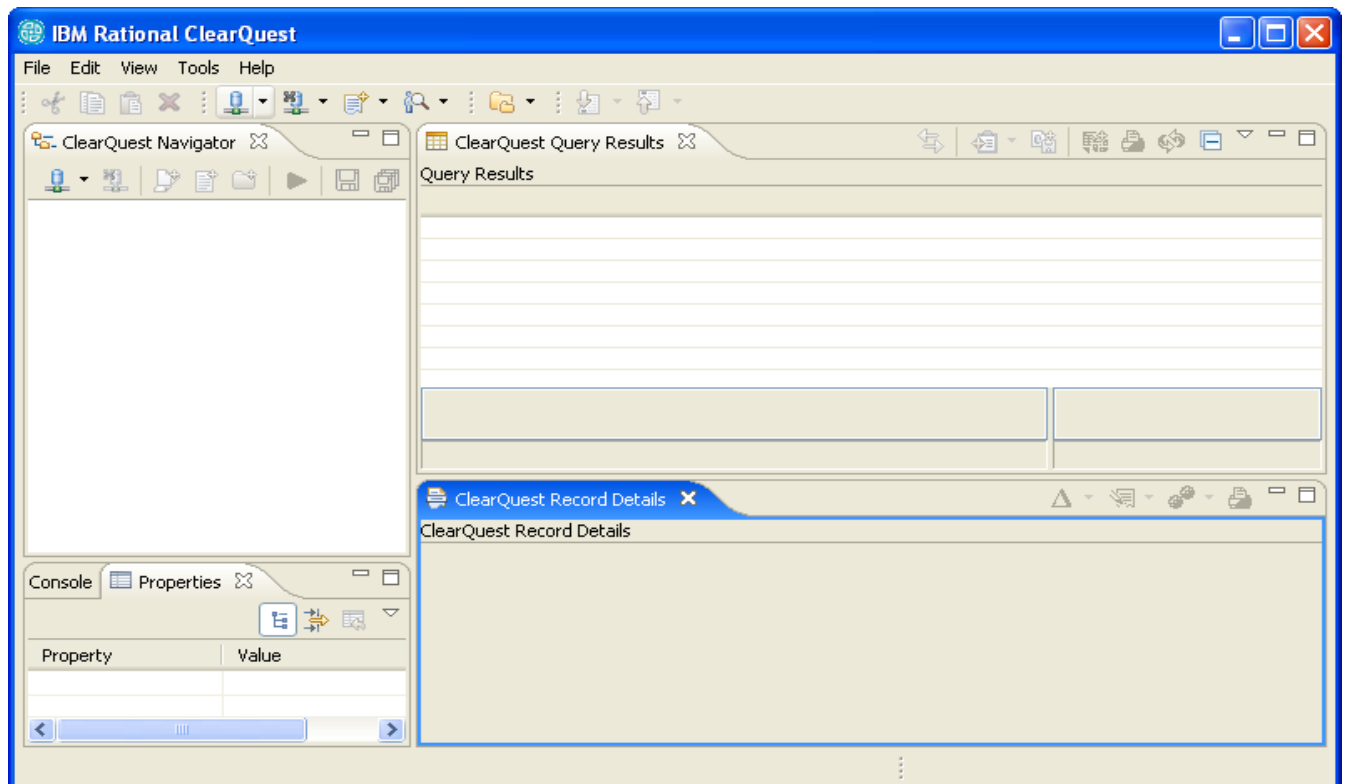 IBM Rational ClearQuest
File Edit View Tools Help
ClearQuest Navigator
ClearQuest Query Results
Query Results
ClearQuest Record Details
ClearQuest Record Details
Console Properties
Property Value